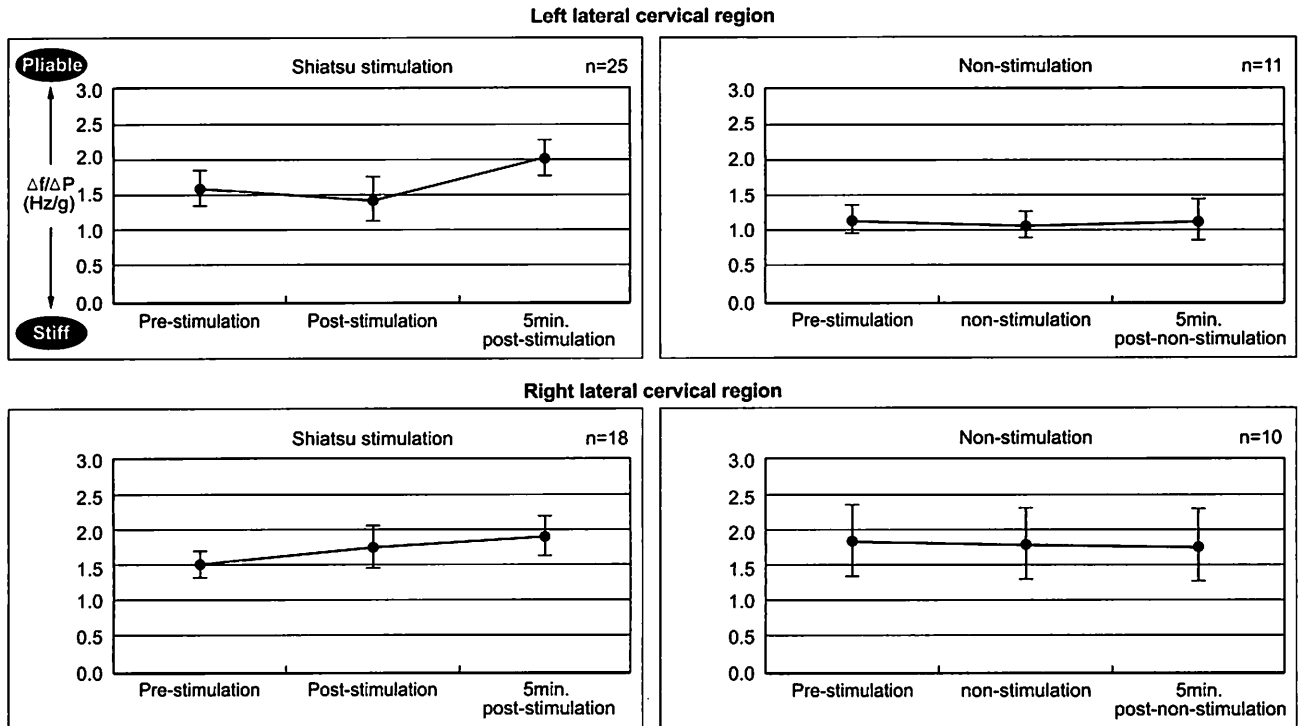 Left lateral cervical region
Pliable
Shiatsu stimulation
n=25
3.0
2.5
2.0
1.5
1.0
0.5
0.0
Δf/ΔP
(Hz/g)
Stiff
Pre-stimulation
Post-stimulation
5min.
post-stimulation
Non-stimulation
n=11
3.0
2.5
2.0
1.5
1.0
0.5
0.0
Pre-stimulation
non-stimulation
5min.
post-non-stimulation
Right lateral cervical region
Shiatsu stimulation
n=18
3.0
2.5
2.0
1.5
1.0
0.5
0.0
Pre-stimulation
Post-stimulation
5min.
post-stimulation
Non-stimulation
n=10
3.0
2.5
2.0
1.5
1.0
0.5
0.0
Pre-stimulation
non-stimulation
5min.
post-non-stimulation